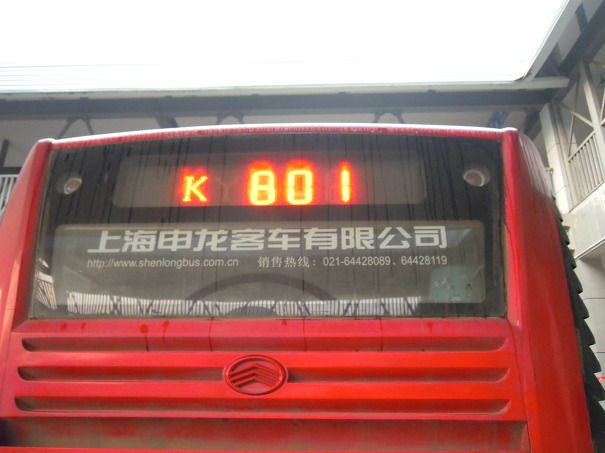 K 801
上海申龙客车有限公司
http://www.shenlongbus.com.cn 销售热线：021-64428089、64428119